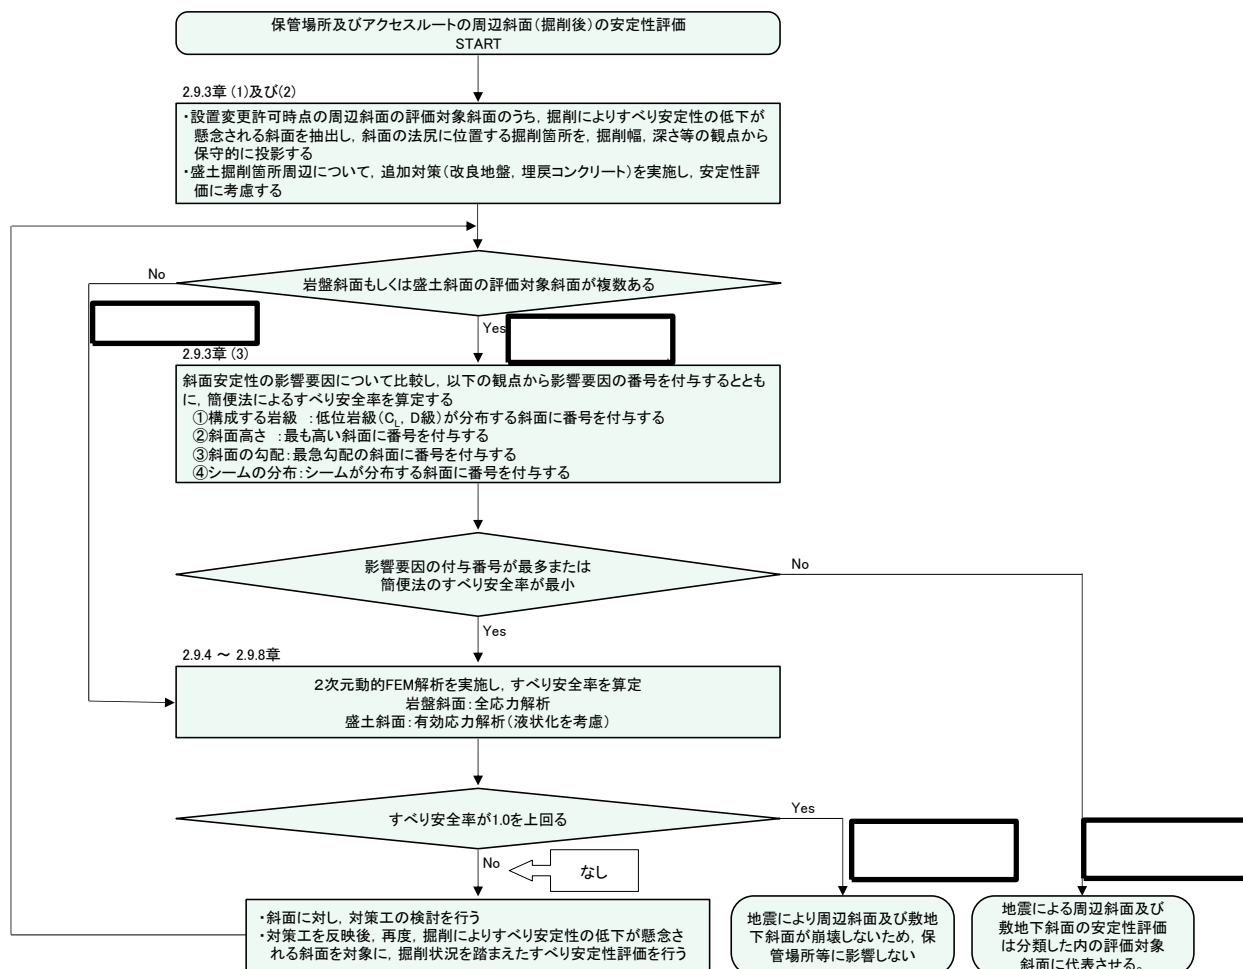 保管場所及びアクセスルートの周辺斜面（掘削後）の安定性評価
START
2.9.3章 (1)及び(2)
・設置変更許可時点の周辺斜面の評価対象斜面のうち，掘削によりすべり安定性の低下が
懸念される斜面を抽出し，斜面の法尻に位置する掘削箇所を，掘削幅，深さ等の観点から
保守的に投影する
・盛土掘削箇所周辺について，追加対策（改良地盤，埋戻コンクリート）を実施し，安定性評
価に考慮する
岩盤斜面もしくは盛土斜面の評価対象斜面が複数ある
No
Yes
2.9.3章 (3)
斜面安定性の影響要因について比較し，以下の観点から影響要因の番号を付与するととも
に，簡便法によるすべり安全率を算定する
①構成する岩級　：低位岩級（CL，D級）が分布する斜面に番号を付与する
②斜面高さ　：最も高い斜面に番号を付与する
③斜面の勾配：最急勾配の斜面に番号を付与する
④シームの分布：シームが分布する斜面に番号を付与する
影響要因の付与番号が最多または
簡便法のすべり安全率が最小
No
Yes
2.9.4 ～ 2.9.8章
２次元動的FEM解析を実施し，すべり安全率を算定
岩盤斜面：全応力解析
盛土斜面：有効応力解析（液状化を考慮）
すべり安全率が1.0を上回る
Yes
No
なし
・斜面に対し，対策工の検討を行う
・対策工を反映後，再度，掘削によりすべり安定性の低下が懸念さ
れる斜面を対象に，掘削状況を踏まえたすべり安定性評価を行う
地震により周辺斜面及び敷地
下斜面が崩壊しないため，保
管場所等に影響しない
地震による周辺斜面及び
敷地下斜面の安定性評価
は分類した内の評価対象
斜面に代表させる。